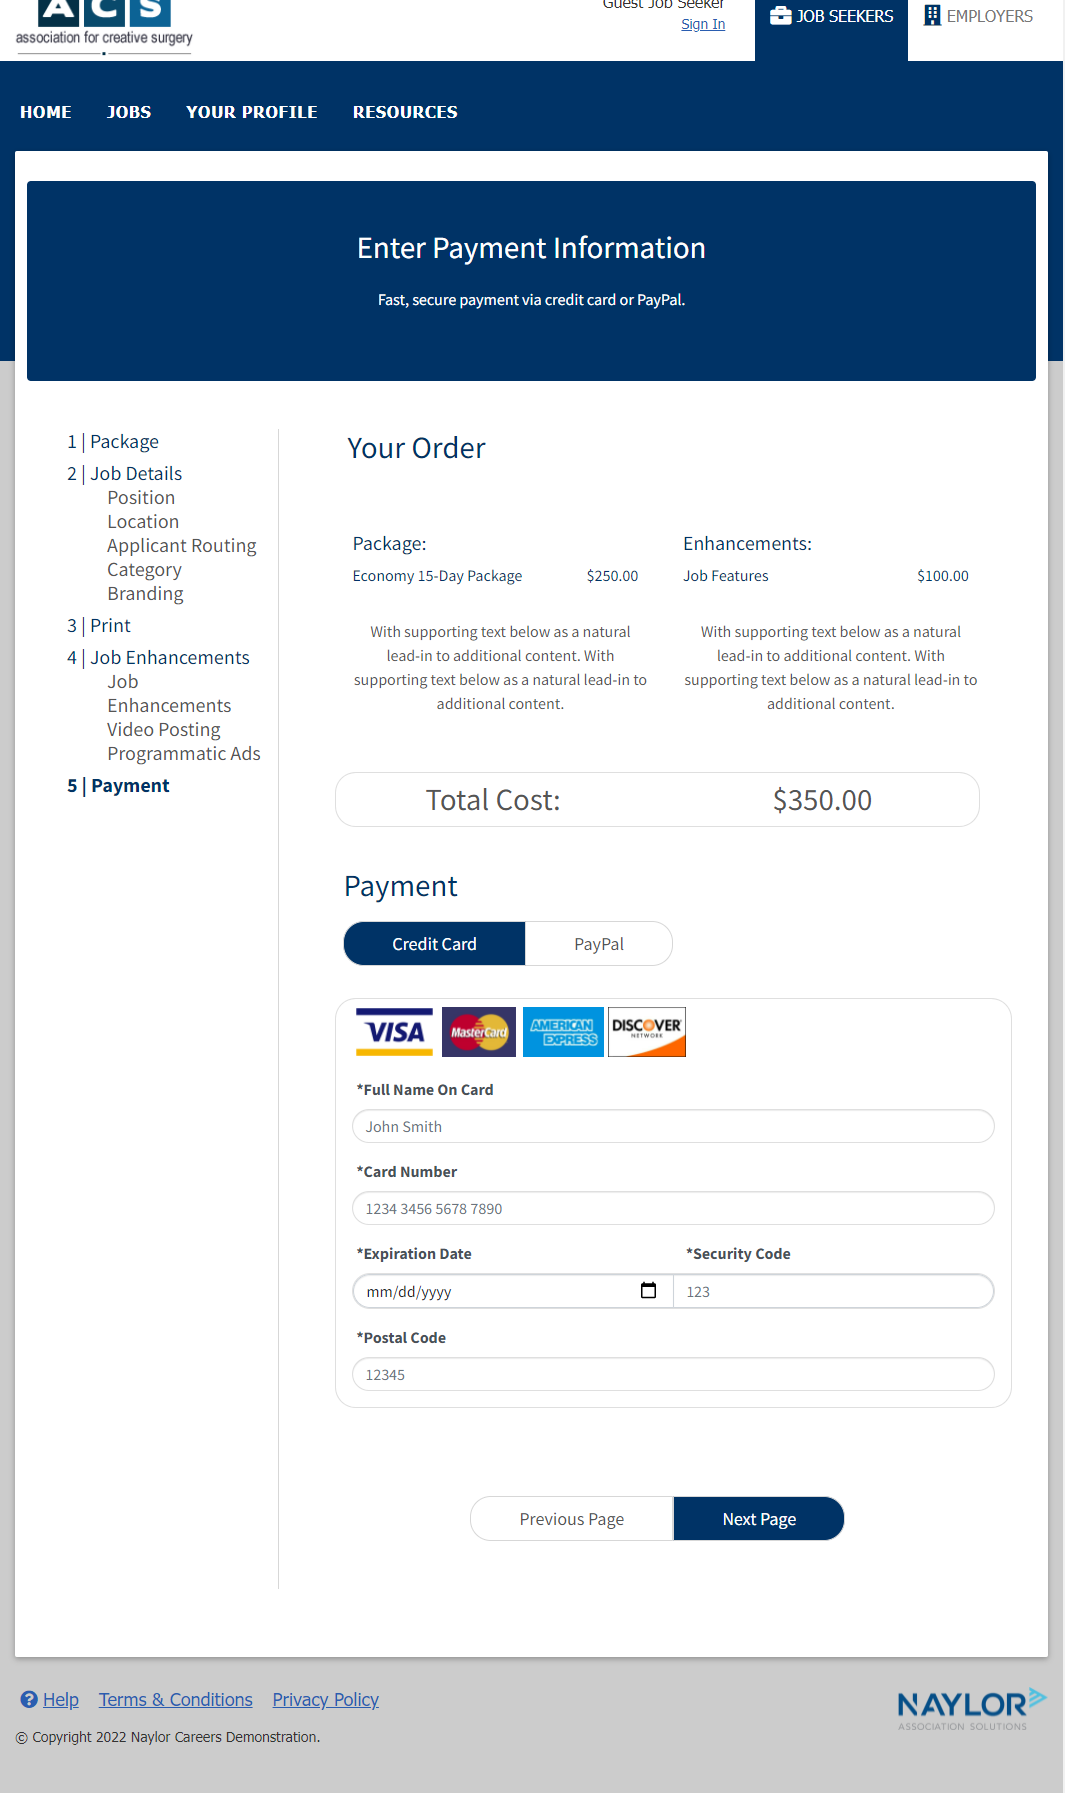 ACS
association for creative surgery
Guest Job Seeker
Sign In
JOB SEEKERS
EMPLOYERS
HOME
JOBS
YOUR PROFILE
RESOURCES
Enter Payment Information
Fast, secure payment via credit card or PayPal.
1 | Package
2 | Job Details
Position
Location
Applicant Routing
Category
Branding
3 | Print
4 | Job Enhancements
Job
Enhancements
Video Posting
Programmatic Ads
5 | Payment
Your Order
Package:
Economy 15-Day Package $250.00
With supporting text below as a natural
lead-in to additional content. With
supporting text below as a natural lead-in to
additional content.
Enhancements:
Job Features $100.00
With supporting text below as a natural
lead-in to additional content. With
supporting text below as a natural lead-in to
additional content.
Total Cost: $350.00
Payment
Credit Card
PayPal
VISA
MasterCard
AMERICAN
EXPRESS
DISCOVER
NETWORK
*Full Name On Card
John Smith
*Card Number
1234 3456 5678 7890
*Expiration Date
mm/dd/yyyy
*Security Code
123
*Postal Code
12345
Previous Page
Next Page
Help
Terms & Conditions
Privacy Policy
© Copyright 2022 Naylor Careers Demonstration.
NAYLOR
ASSOCIATION SOLUTIONS